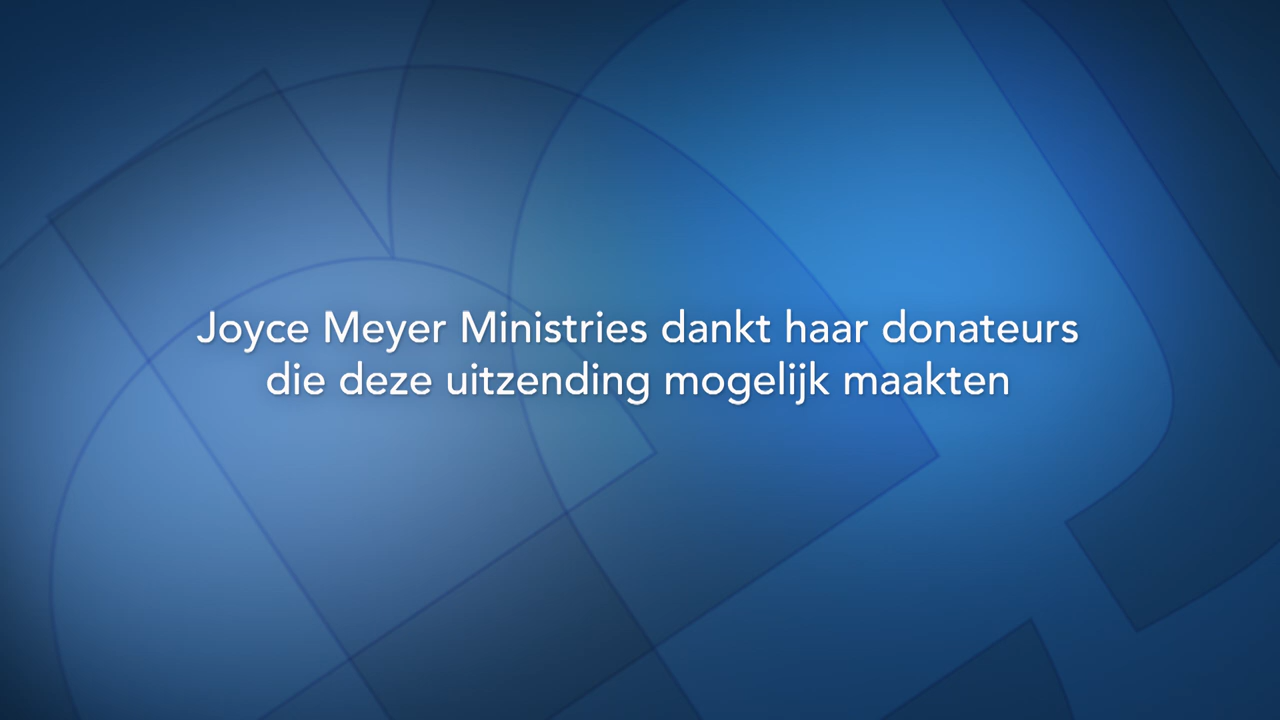 Joyce Meyer Ministries dankt haar donateurs
die deze uitzending mogelijk maakten